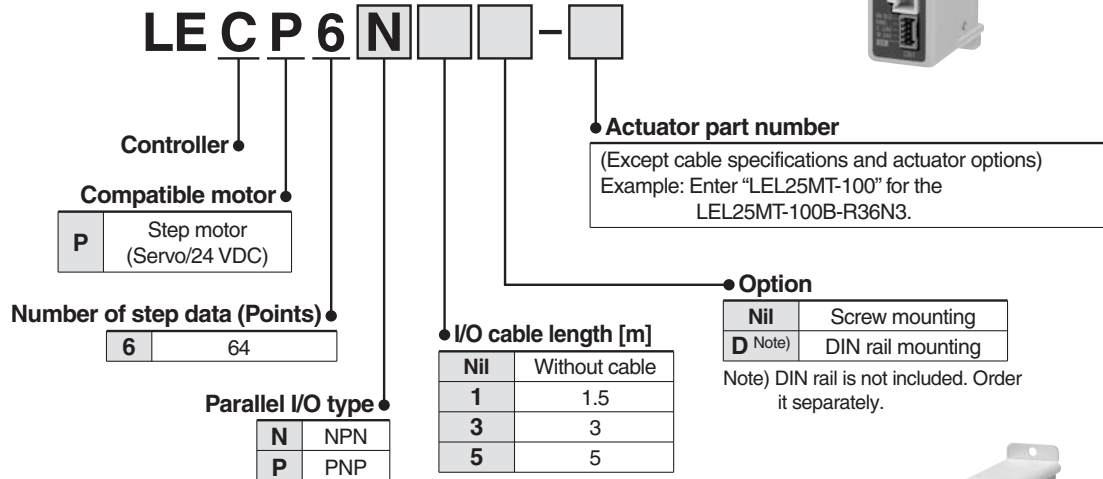 LE C P 6 N –
Controller
Compatible motor
P Step motor
(Servo/24 VDC)
Number of step data (Points)
6 64
Parallel I/O type
N NPN
P PNP
I/O cable length [m]
Nil Without cable
1 1.5
3 3
5 5
Actuator part number
(Except cable specifications and actuator options)
Example: Enter “LEL25MT-100” for the
LEL25MT-100B-R36N3.
Option
Nil Screw mounting
D Note) DIN rail mounting
Note) DIN rail is not included. Order
it separately.